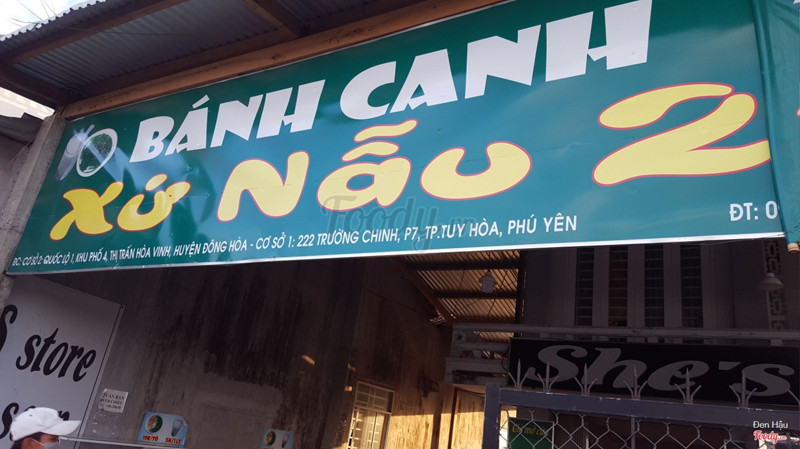 BÁNH CANH
XỨ NẪU 2
ĐC: CƠ SỞ 2: QUỐC LỘ 1, KHU PHỐ 4, THỊ TRẤN HÒA VINH, HUYỆN ĐÔNG HÒA - CƠ SỞ 1: 222 TRƯỜNG CHINH, P7, TP.TUY HÒA, PHÚ YÊN
ĐT: 0
Foody.vn
S store
She's
Đen Hậu
Foody